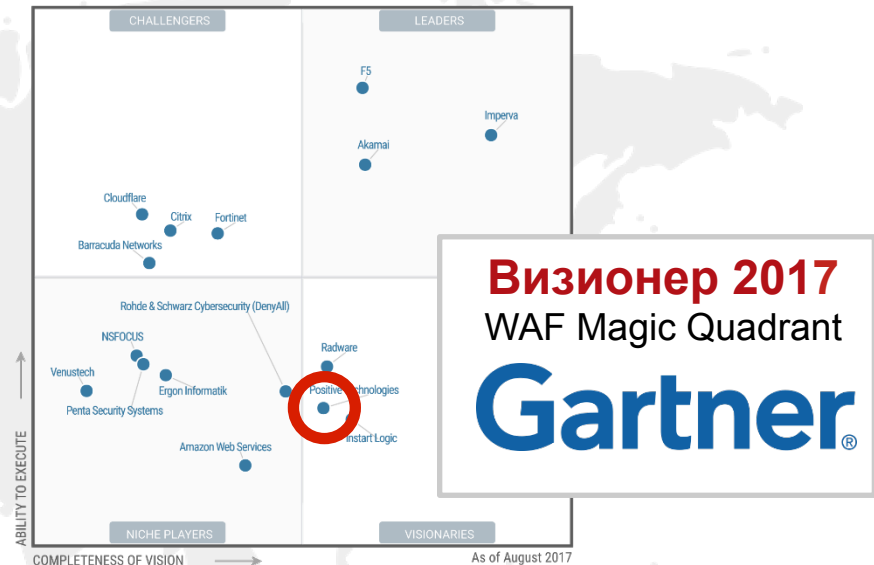 CHALLENGERS
LEADERS
F5
Imperva
Akamai
Cloudflare
Citrix
Fortinet
Barracuda Networks
Визионер 2017
WAF Magic Quadrant
Gartner®
Rohde & Schwarz Cybersecurity (DenyAll)
NSFOCUS
Radware
Venustech
Ergon Informatik
Positive Technologies
Penta Security Systems
Instart Logic
Amazon Web Services
ABILITY TO EXECUTE
NICHE PLAYERS
VISIONARIES
COMPLETENESS OF VISION
As of August 2017